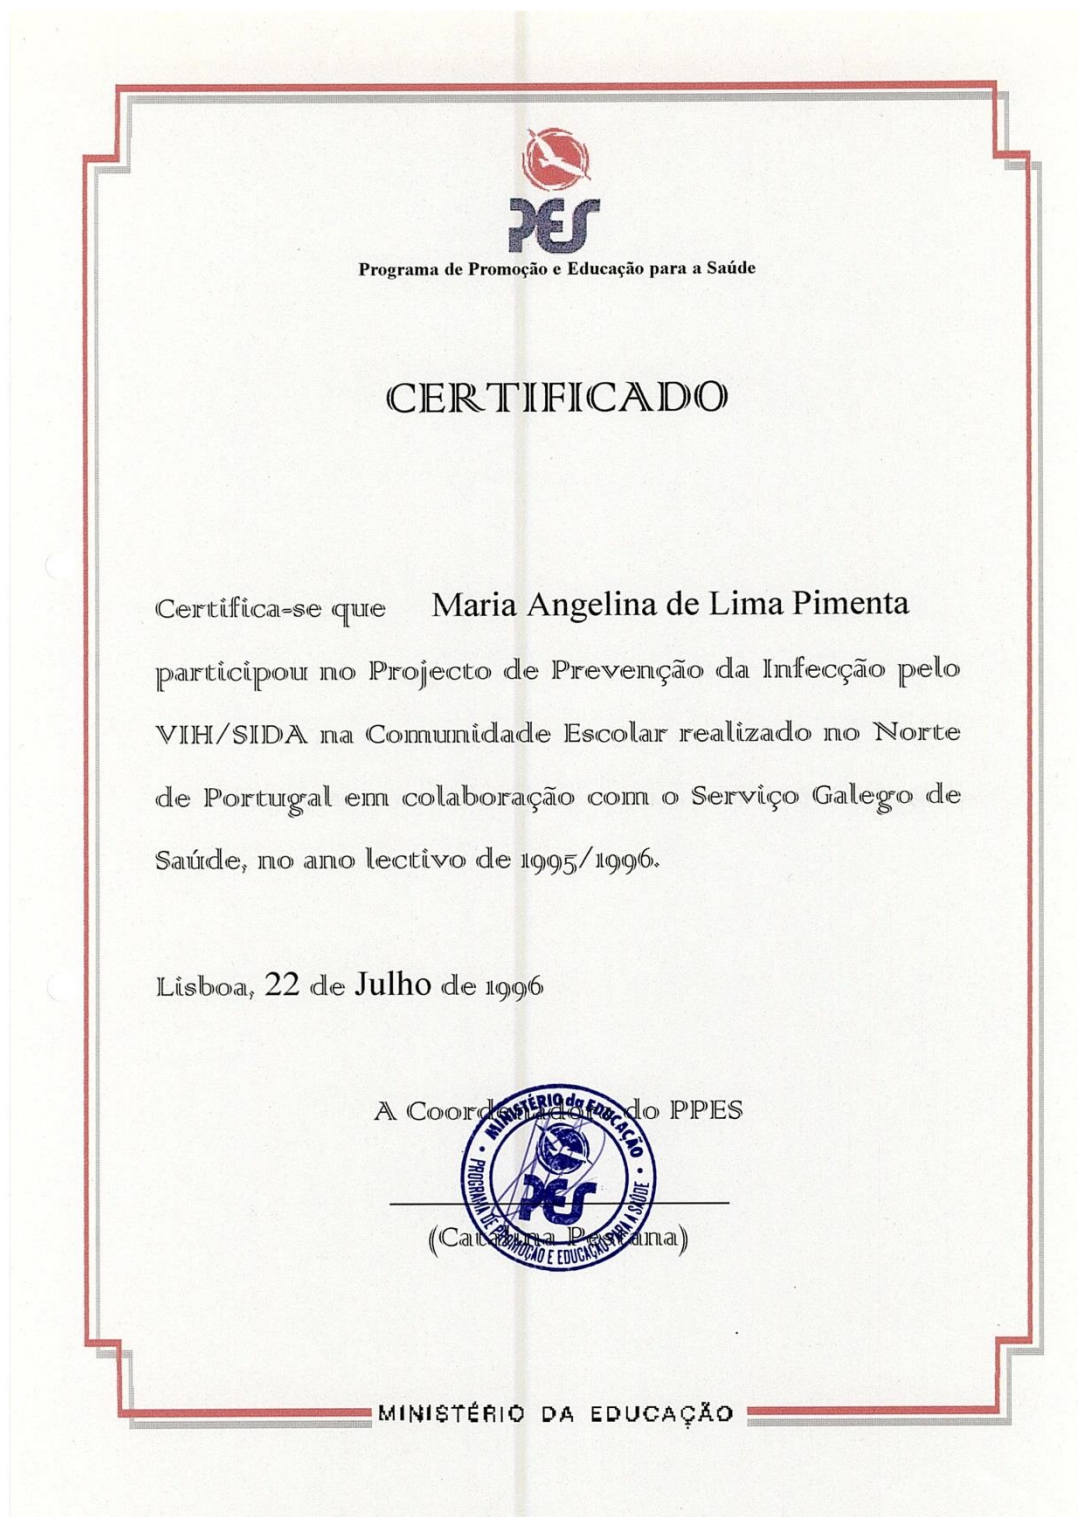 PES
Programa de Promoção e Educação para a Saúde
CERTIFICADO
Certifica-se que Maria Angelina de Lima Pimenta
participou no Projecto de Prevenção da Infecção pelo
VIH/SIDA na Comunidade Escolar realizado no Norte
de Portugal em colaboração com o Serviço Galego de
Saúde, no ano lectivo de 1995/1996.
Lisboa, 22 de Julho de 1996
A Coordenadora do PPES
MINISTÉRIO da EDUCAÇÃO
PES
PROGRAMA DE PROMOÇÃO E EDUCAÇÃO PARA A SAÚDE
(Catalina Pestana)
MINISTÉRIO DA EDUCAÇÃO